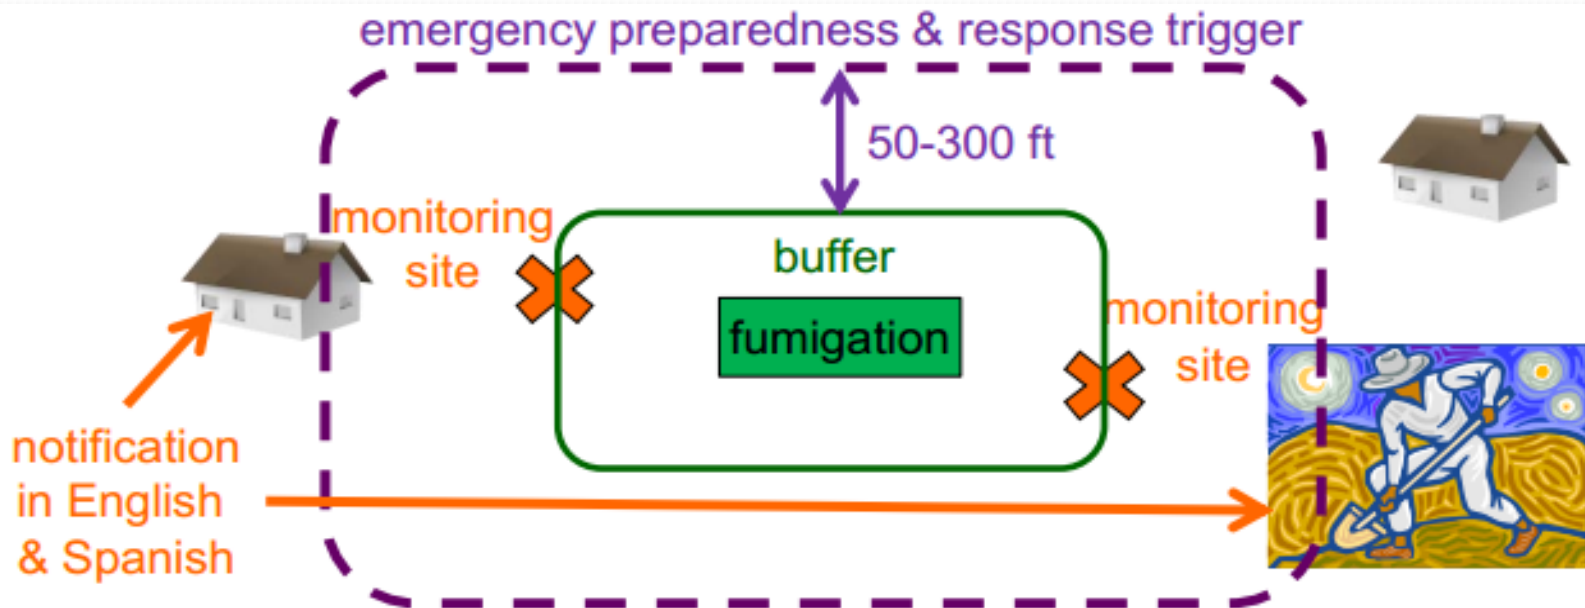 emergency preparedness & response trigger
50-300 ft
monitoring
site
buffer
fumigation
monitoring
site
notification
in English
& Spanish